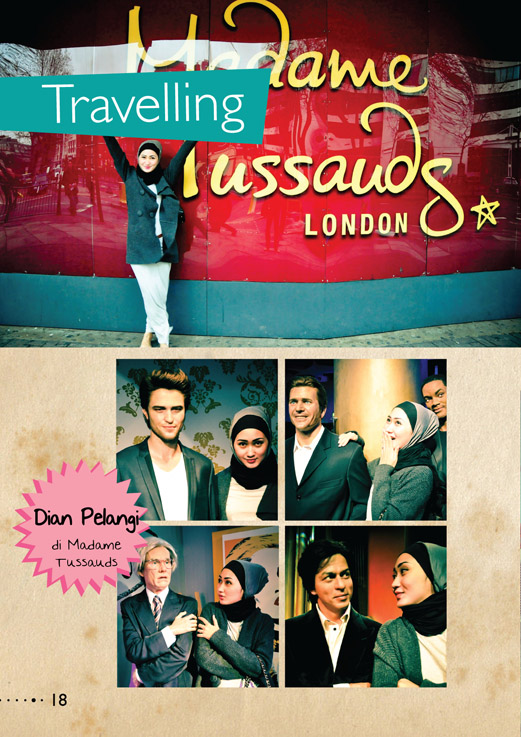 Madame
Travelling
Tussauds
LONDON
Dian Pelangi
di Madame
Tussauds
18